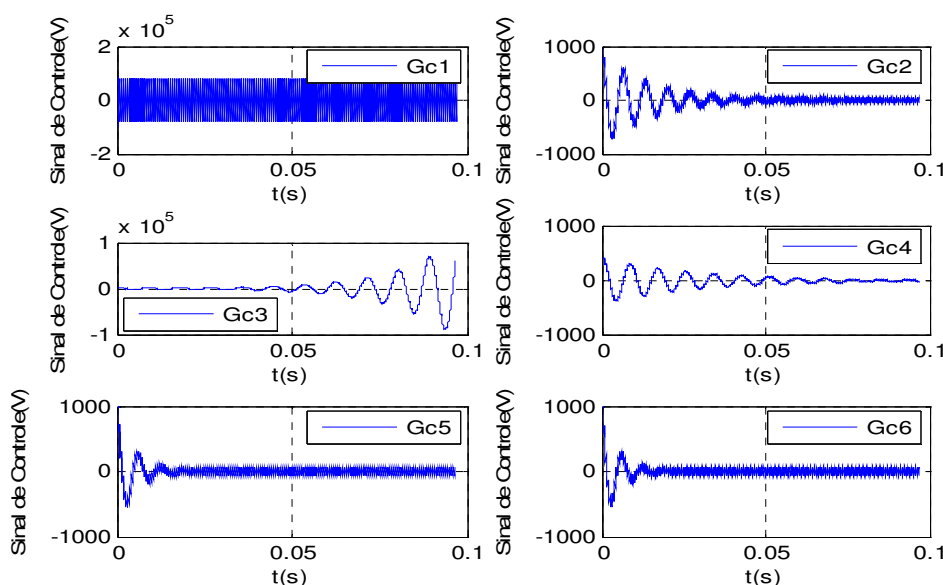 x 10^5
Sinal de Controle(V)
2
0
-2
Gc1
0
0.05
0.1
t(s)
Sinal de Controle(V)
1000
0
-1000
Gc2
0
0.05
0.1
t(s)
x 10^5
Sinal de Controle(V)
1
0
-1
Gc3
0
0.05
0.1
t(s)
Sinal de Controle(V)
1000
0
-1000
Gc4
0
0.05
0.1
t(s)
Sinal de Controle(V)
1000
0
-1000
Gc5
0
0.05
0.1
t(s)
Sinal de Controle(V)
1000
0
-1000
Gc6
0
0.05
0.1
t(s)